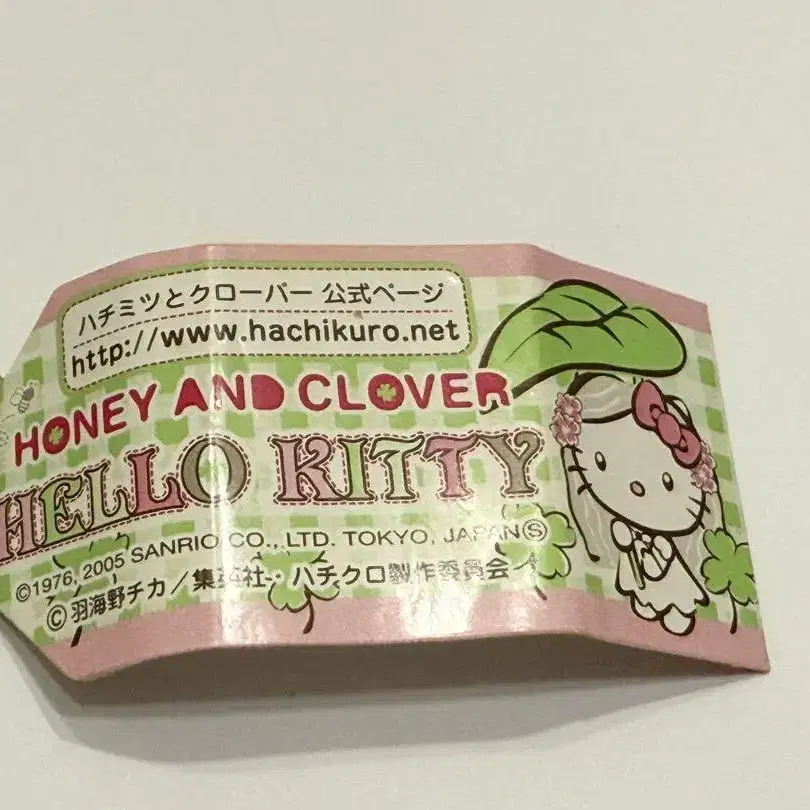 ハチミツとクローバー 公式ページ
http://www.hachikuro.net
HONEY AND CLOVER
HELLO KITTY
©1976, 2005 SANRIO CO.,LTD. TOKYO, JAPAN Ⓢ
© 羽海野チカ／集英社・ハチクロ製作委員会